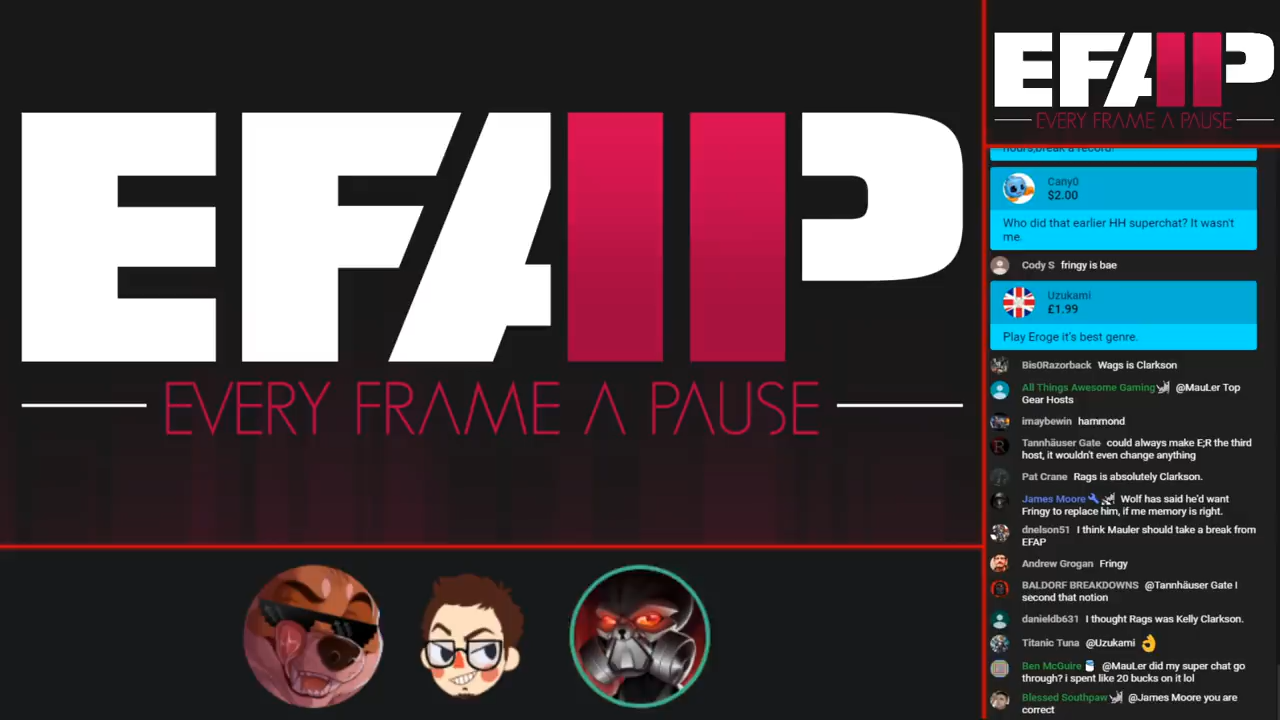 EFAP
EVERY FRAME A PAUSE
EFAP
EVERY FRAME A PAUSE
hours,break a record!
Cany0
$2.00
Who did that earlier HH superchat? It wasn't
me.
Cody S fringy is bae
Uzukami
£1.99
Play Eroge it's best genre.
Bis0Razorback Wags is Clarkson
All Things Awesome Gaming @MauLer Top
Gear Hosts
imaybewin hammond
Tannhäuser Gate could always make E;R the third
host, it wouldn't even change anything
Pat Crane Rags is absolutely Clarkson.
James Moore Wolf has said he'd want
Fringy to replace him, if me memory is right.
dnelson51 I think Mauler should take a break from
EFAP
Andrew Grogan Fringy
BALDORF BREAKDOWNS @Tannhäuser Gate I
second that notion
danieldb631 I thought Rags was Kelly Clarkson.
Titanic Tuna @Uzukami 👌
Ben McGuire @MauLer did my super chat go
through? i spent like 20 bucks on it lol
Blessed Southpaw @James Moore you are
correct